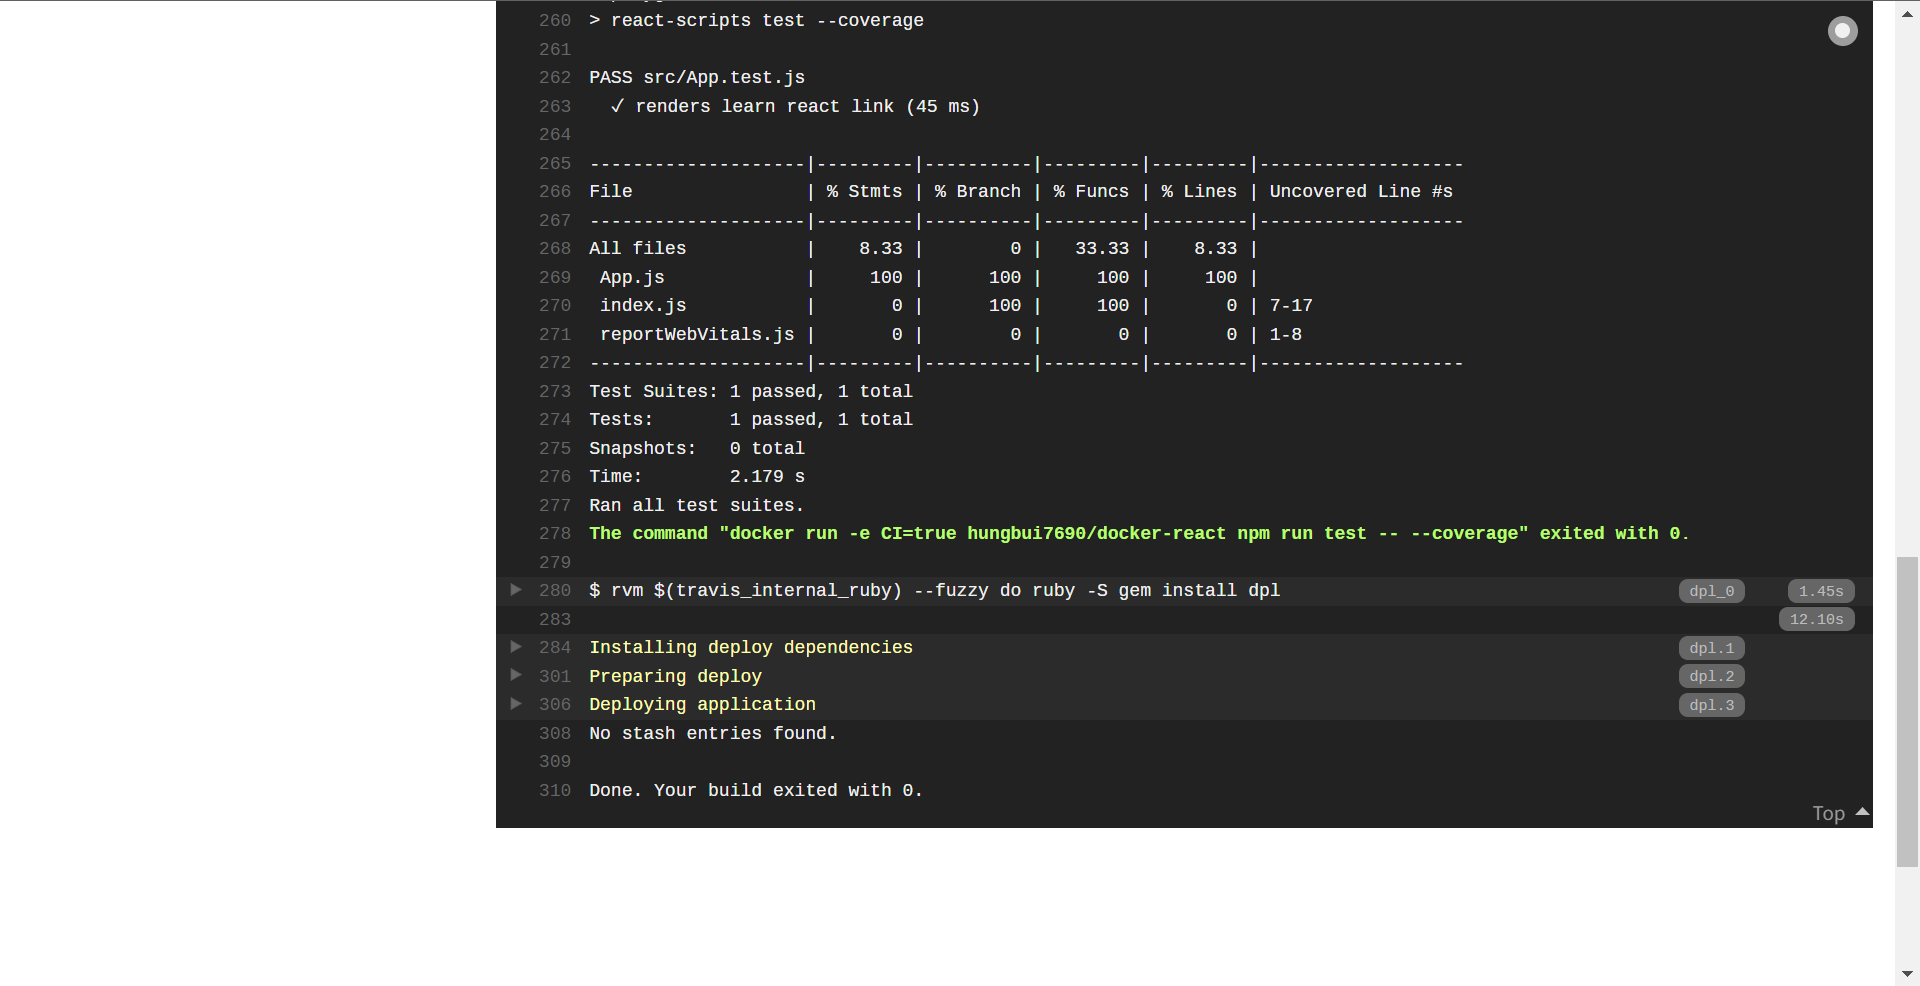 260 > react-scripts test --coverage
261
262 PASS src/App.test.js
263   ✓ renders learn react link (45 ms)
264
265 --------------------|---------|----------|---------|---------|-------------------
266 File                | % Stmts | % Branch | % Funcs | % Lines | Uncovered Line #s
267 --------------------|---------|----------|---------|---------|-------------------
268 All files           |    8.33 |        0 |   33.33 |    8.33 |
269  App.js             |     100 |      100 |     100 |     100 |
270  index.js           |       0 |      100 |     100 |       0 | 7-17
271  reportWebVitals.js |       0 |        0 |       0 |       0 | 1-8
272 --------------------|---------|----------|---------|---------|-------------------
273 Test Suites: 1 passed, 1 total
274 Tests:       1 passed, 1 total
275 Snapshots:   0 total
276 Time:        2.179 s
277 Ran all test suites.
278 The command "docker run -e CI=true hungbui7690/docker-react npm run test -- --coverage" exited with 0.
279
280 $ rvm $(travis_internal_ruby) --fuzzy do ruby -S gem install dpl dpl_0 1.45s
283 12.10s
284 Installing deploy dependencies dpl.1
301 Preparing deploy dpl.2
306 Deploying application dpl.3
308 No stash entries found.
309
310 Done. Your build exited with 0.
Top